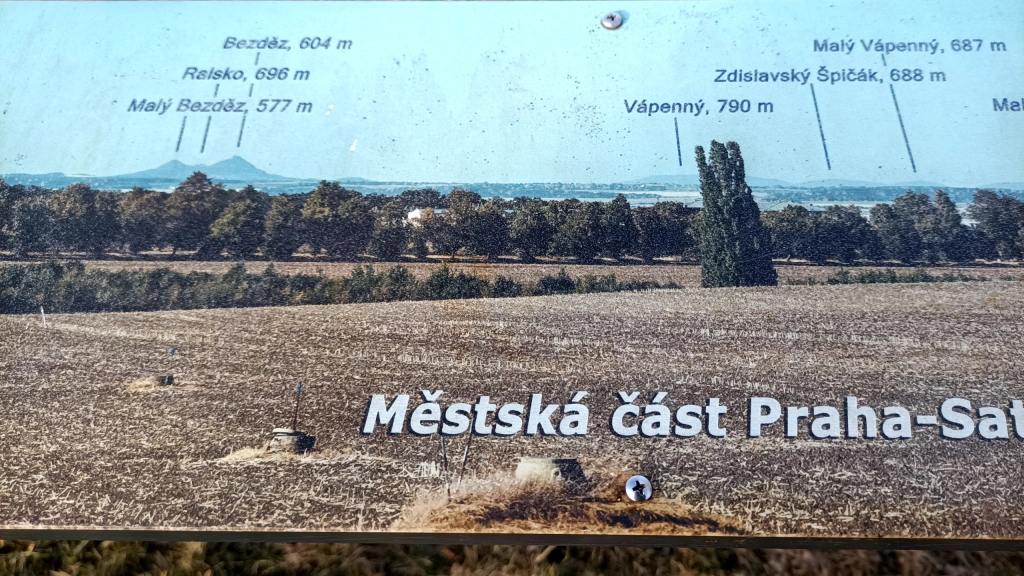 Bezděz, 604 m
Malý Vápenný, 687 m
Ralsko, 696 m
Zdislavský Špičák, 688 m
Malý Bezděz, 577 m
Vápenný, 790 m
Mal
Městská část Praha-Sat